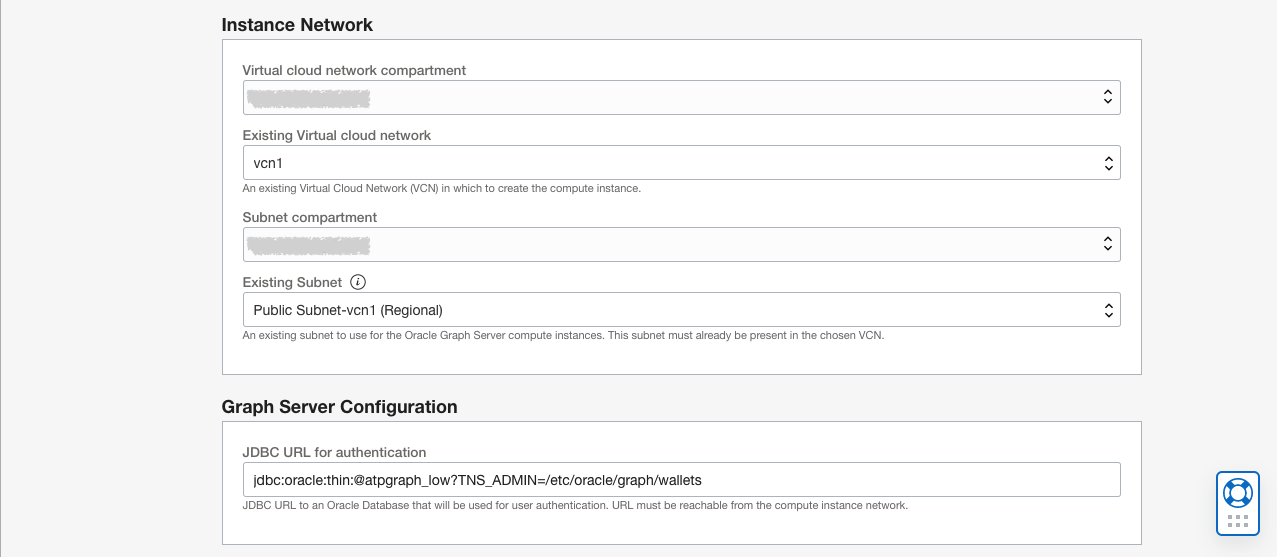 Instance Network
Virtual cloud network compartment
Existing Virtual cloud network
vcn1
An existing Virtual Cloud Network (VCN) in which to create the compute instance.
Subnet compartment
Existing Subnet
Public Subnet-vcn1 (Regional)
An existing subnet to use for the Oracle Graph Server compute instances. This subnet must already be present in the chosen VCN.
Graph Server Configuration
JDBC URL for authentication
jdbc:oracle:thin:@atpgraph_low?TNS_ADMIN=/etc/oracle/graph/wallets
JDBC URL to an Oracle Database that will be used for user authentication. URL must be reachable from the compute instance network.